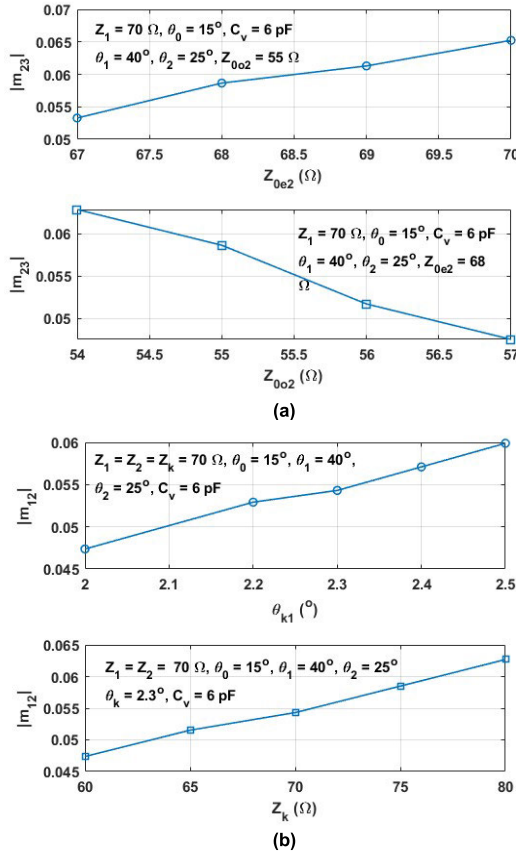 0.07
Z1 = 70 Ω, θ0 = 15°, Cv = 6 pF
0.065
θ1 = 40°, θ2 = 25°, Z0o2 = 55 Ω
0.06
0.055
0.05
|m23|
67 67.5 68 68.5 69 69.5 70
Z0e2 (Ω)
Z1 = 70 Ω, θ0 = 15°, Cv = 6 pF
θ1 = 40°, θ2 = 25°, Z0e2 = 68
Ω
0.06
0.055
0.05
|m23|
54 54.5 55 55.5 56 56.5 57
Z0o2 (Ω)
(a)
0.06
Z1 = Z2 = Zk = 70 Ω, θ0 = 15°, θ1 = 40°,
θ2 = 25°, Cv = 6 pF
0.055
0.05
0.045
|m12|
2 2.1 2.2 2.3 2.4 2.5
θk1 (°)
0.065
Z1 = Z2 = 70 Ω, θ0 = 15°, θ1 = 40°, θ2 = 25°
0.06
θk = 2.3°, Cv = 6 pF
0.055
0.05
0.045
|m12|
60 65 70 75 80
Zk (Ω)
(b)